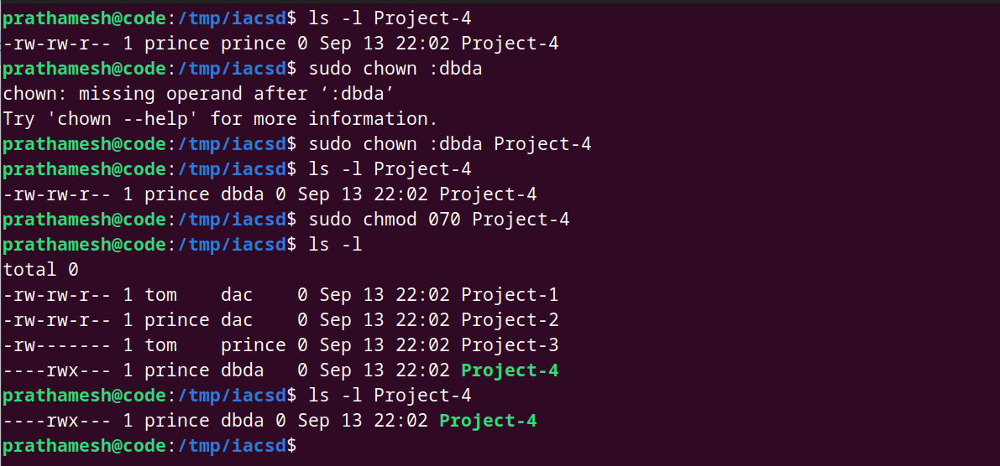 prathamesh@code:/tmp/iacsd$ ls -l Project-4
-rw-rw-r-- 1 prince prince 0 Sep 13 22:02 Project-4
prathamesh@code:/tmp/iacsd$ sudo chown :dbda
chown: missing operand after ‘:dbda’
Try 'chown --help' for more information.
prathamesh@code:/tmp/iacsd$ sudo chown :dbda Project-4
prathamesh@code:/tmp/iacsd$ ls -l Project-4
-rw-rw-r-- 1 prince dbda 0 Sep 13 22:02 Project-4
prathamesh@code:/tmp/iacsd$ sudo chmod 070 Project-4
prathamesh@code:/tmp/iacsd$ ls -l
total 0
-rw-rw-r-- 1 tom    dac    0 Sep 13 22:02 Project-1
-rw-rw-r-- 1 prince dac    0 Sep 13 22:02 Project-2
-rw------- 1 tom    prince 0 Sep 13 22:02 Project-3
----rwx--- 1 prince dbda   0 Sep 13 22:02 Project-4
prathamesh@code:/tmp/iacsd$ ls -l Project-4
----rwx--- 1 prince dbda 0 Sep 13 22:02 Project-4
prathamesh@code:/tmp/iacsd$